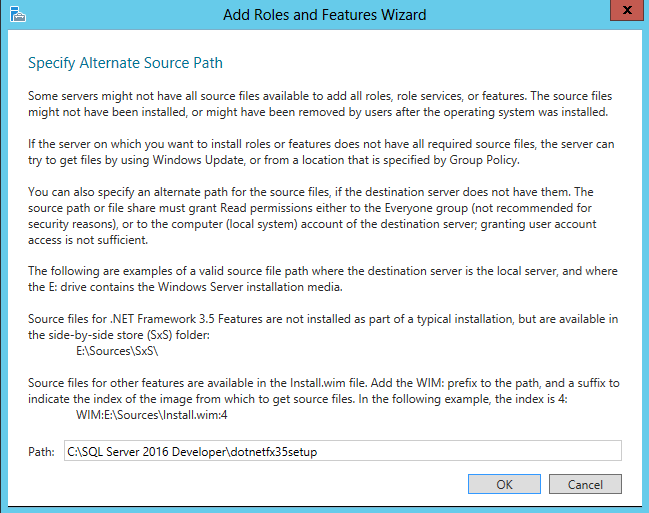 Add Roles and Features Wizard
x
Specify Alternate Source Path
Some servers might not have all source files available to add all roles, role services, or features. The source files
might not have been installed, or might have been removed by users after the operating system was installed.
If the server on which you want to install roles or features does not have all required source files, the server can
try to get files by using Windows Update, or from a location that is specified by Group Policy.
You can also specify an alternate path for the source files, if the destination server does not have them. The
source path or file share must grant Read permissions either to the Everyone group (not recommended for
security reasons), or to the computer (local system) account of the destination server; granting user account
access is not sufficient.
The following are examples of a valid source file path where the destination server is the local server, and where
the E: drive contains the Windows Server installation media.
Source files for .NET Framework 3.5 Features are not installed as part of a typical installation, but are available in
the side-by-side store (SxS) folder:
E:\Sources\SxS\
Source files for other features are available in the Install.wim file. Add the WIM: prefix to the path, and a suffix to
indicate the index of the image from which to get source files. In the following example, the index is 4:
WIM:E:\Sources\Install.wim:4
Path: C:\SQL Server 2016 Developer\dotnetfx35setup
OK Cancel